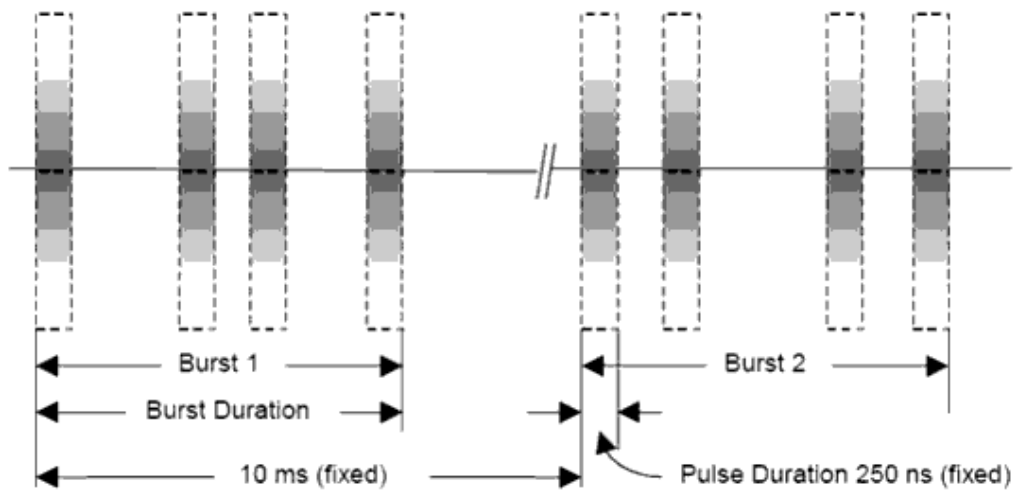 Burst 1
Burst 2
Burst Duration
10 ms (fixed)
Pulse Duration 250 ns (fixed)